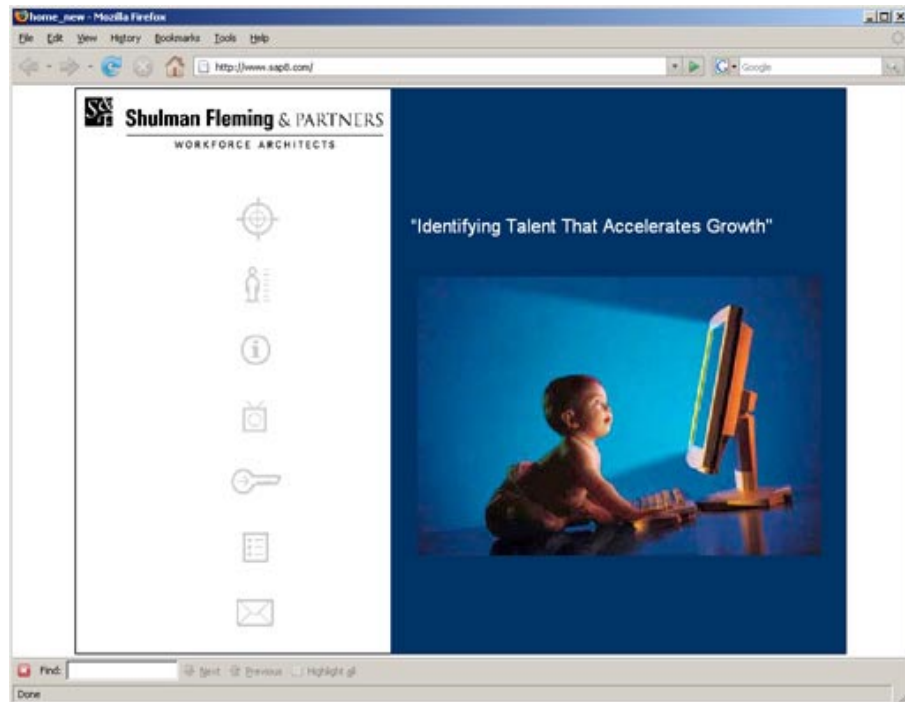 home_new - Mozilla Firefox
File Edit View History Bookmarks Tools Help
http://www.sap8.com/
Google
S&F
Shulman Fleming & PARTNERS
WORKFORCE ARCHITECTS
"Identifying Talent That Accelerates Growth"
Find: Next Previous Highlight all
Done